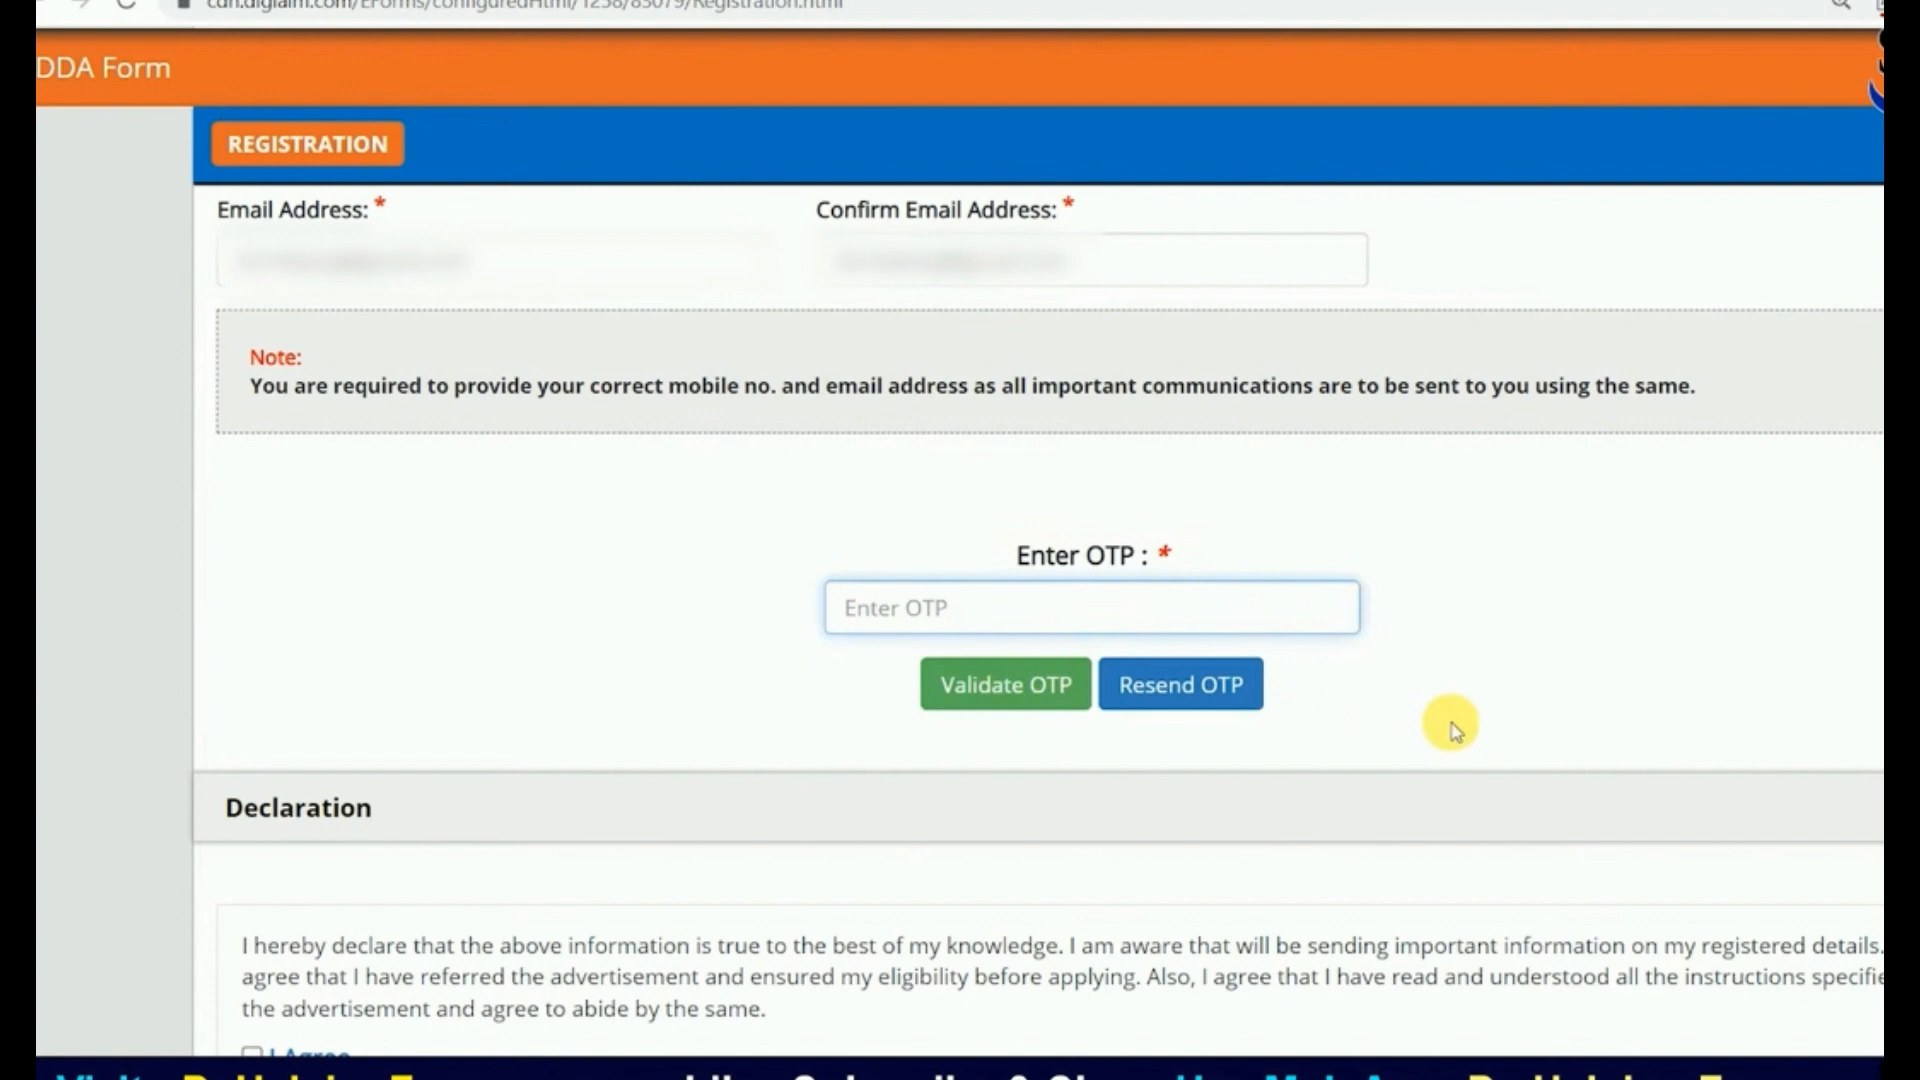 DDA Form
REGISTRATION
Email Address: *
Confirm Email Address: *
Note:
You are required to provide your correct mobile no. and email address as all important communications are to be sent to you using the same.
Enter OTP : *
Enter OTP
Validate OTP
Resend OTP
Declaration
I hereby declare that the above information is true to the best of my knowledge. I am aware that will be sending important information on my registered details.
agree that I have referred the advertisement and ensured my eligibility before applying. Also, I agree that I have read and understood all the instructions
the advertisement and agree to abide by the same.
I Agree